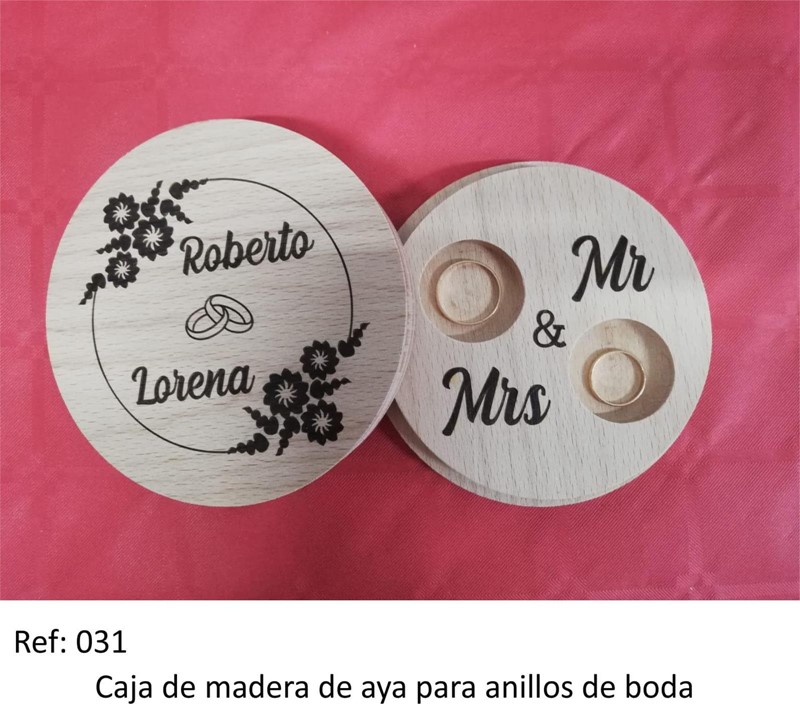 Roberto
Lorena
Mr
&
Mrs
Ref: 031
Caja de madera de aya para anillos de boda